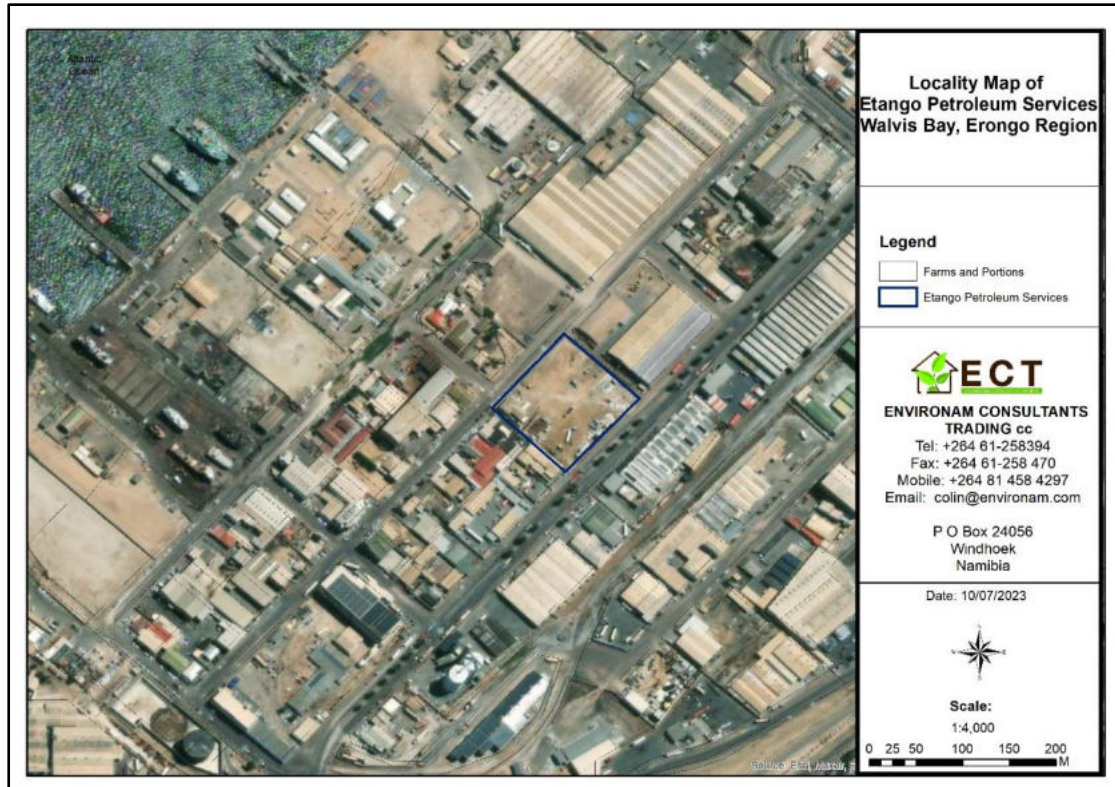 Atlantic
Ocean
Locality Map of
Etango Petroleum Services
Walvis Bay, Erongo Region
Legend
Farms and Portions
Etango Petroleum Services
ECT
ENVIRONAM CONSULTANTS
TRADING cc
Tel: +264 61-258394
Fax: +264 61-258 470
Mobile: +264 81 458 4297
Email: colin@environam.com
P O Box 24056
Windhoek
Namibia
Date: 10/07/2023
N
W E
S
Scale:
1:4,000
0 25 50 100 150 200
M
Source: Esri, Maxar,